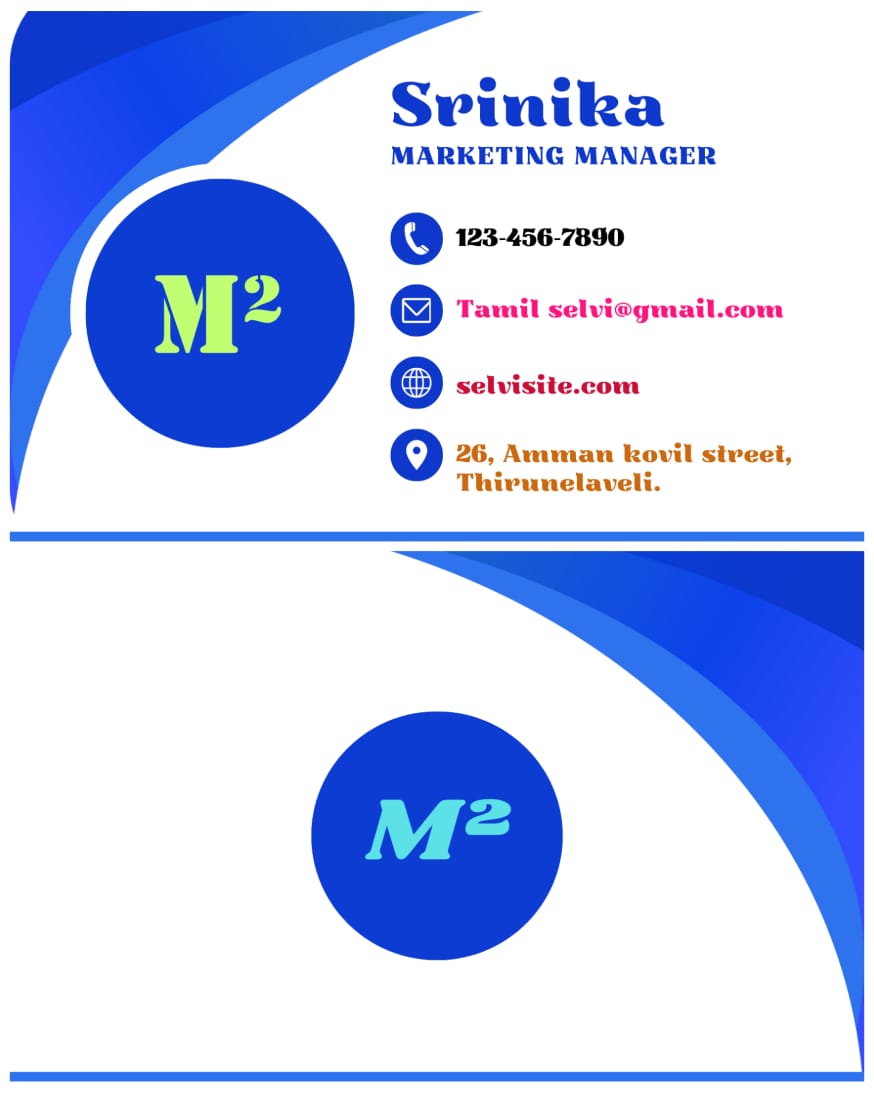 Srinika
MARKETING MANAGER
M²
123-456-7890
Tamil selvi@gmail.com
selvisite.com
26, Amman kovil street,
Thirunelaveli.
M²